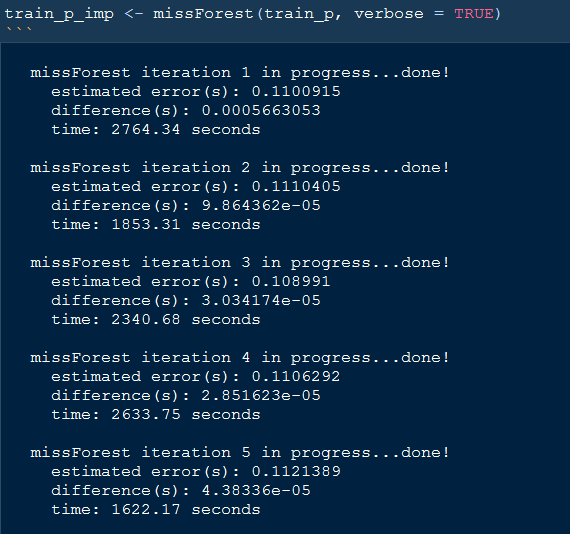 train_p_imp <- missForest(train_p, verbose = TRUE)
```
missForest iteration 1 in progress...done!
estimated error(s): 0.1100915
difference(s): 0.0005663053
time: 2764.34 seconds
missForest iteration 2 in progress...done!
estimated error(s): 0.1110405
difference(s): 9.864362e-05
time: 1853.31 seconds
missForest iteration 3 in progress...done!
estimated error(s): 0.108991
difference(s): 3.034174e-05
time: 2340.68 seconds
missForest iteration 4 in progress...done!
estimated error(s): 0.1106292
difference(s): 2.851623e-05
time: 2633.75 seconds
missForest iteration 5 in progress...done!
estimated error(s): 0.1121389
difference(s): 4.38336e-05
time: 1622.17 seconds